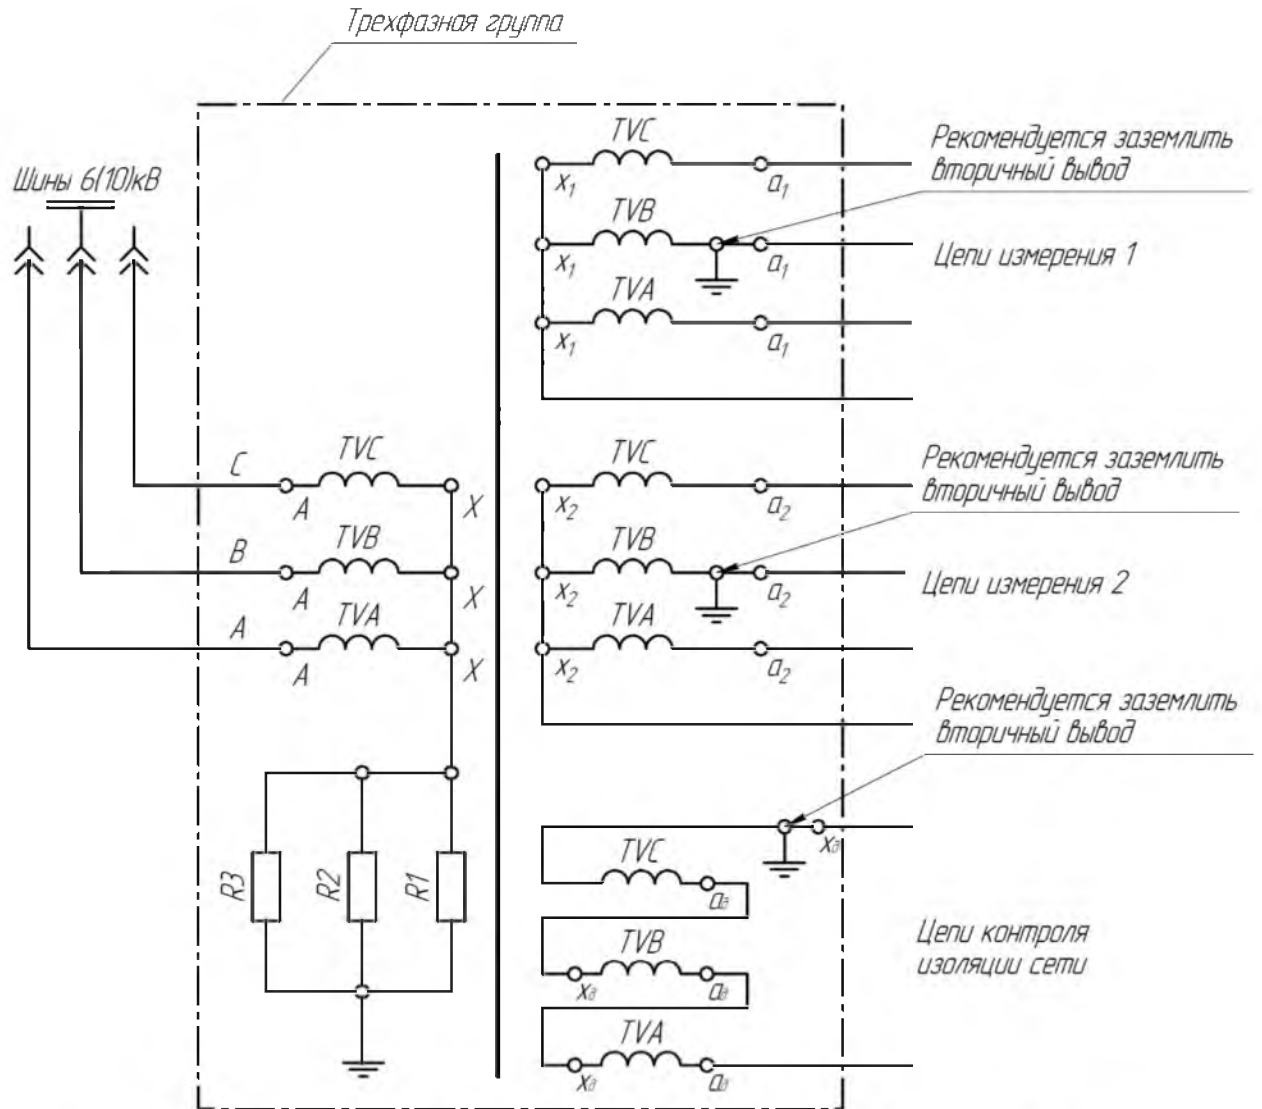 Трехфазная группа
Шины 6(10)кВ
TVC
x1
a1
Рекомендуется заземлить
вторичный вывод
TVB
x1
a1
Цепи измерения 1
TVA
x1
a1
C
TVC
A
X
B
TVB
A
X
A
TVA
A
X
TVC
x2
a2
Рекомендуется заземлить
вторичный вывод
TVB
x2
a2
Цепи измерения 2
TVA
x2
a2
Рекомендуется заземлить
вторичный вывод
R3
R2
R1
xд
TVC
aд
TVB
xд
aд
Цепи контроля
изоляции сети
TVA
xд
aд